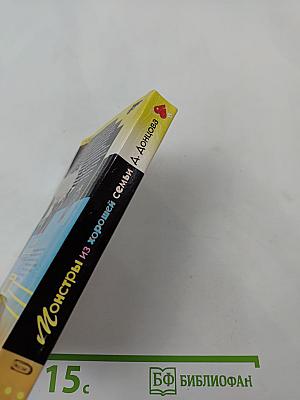 Монстры из хорошей семьи Д. Донцова
15с
БФ БИБЛИОФАН